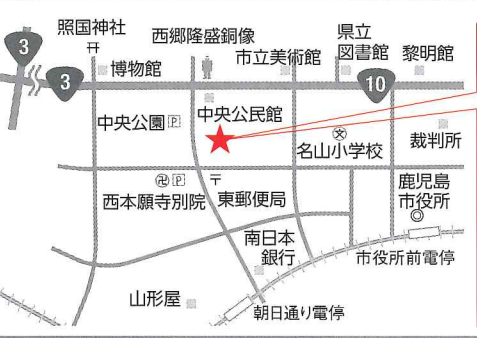 3
照国神社
3
博物館
西郷隆盛銅像
市立美術館
県立
図書館
黎明館
10
中央公園
P
中央公民館
文
名山小学校
裁判所
卍
P
西本願寺別院
〒
東郵便局
鹿児島
市役所
南日本
銀行
市役所前電停
山形屋
朝日通り電停